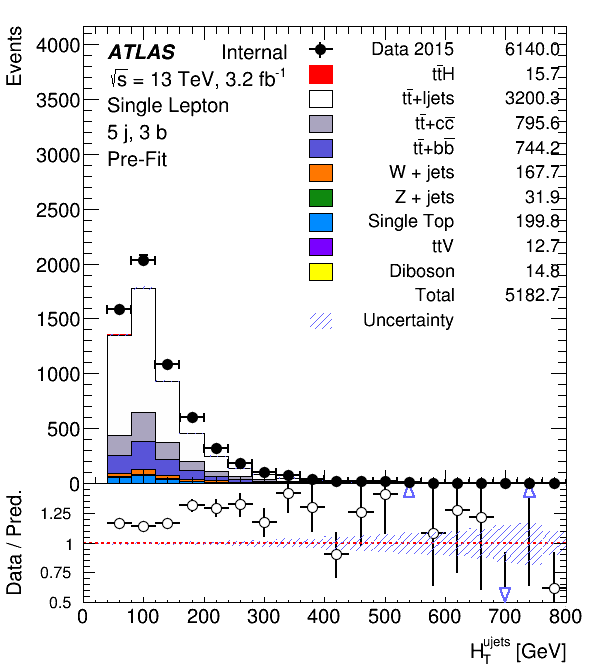 Events
4000
3500
3000
2500
2000
1500
1000
500
0
ATLAS Internal
√s = 13 TeV, 3.2 fb⁻¹
Single Lepton
5 j, 3 b
Pre-Fit
Data 2015 6140.0
tt̄H 15.7
tt̄+ljets 3200.3
tt̄+cc̄ 795.6
tt̄+bb̄ 744.2
W + jets 167.7
Z + jets 31.9
Single Top 199.8
ttV 12.7
Diboson 14.8
Total 5182.7
Uncertainty
Data / Pred.
1.25
1
0.75
0.5
0 100 200 300 400 500 600 700 800
H_T^ujets [GeV]